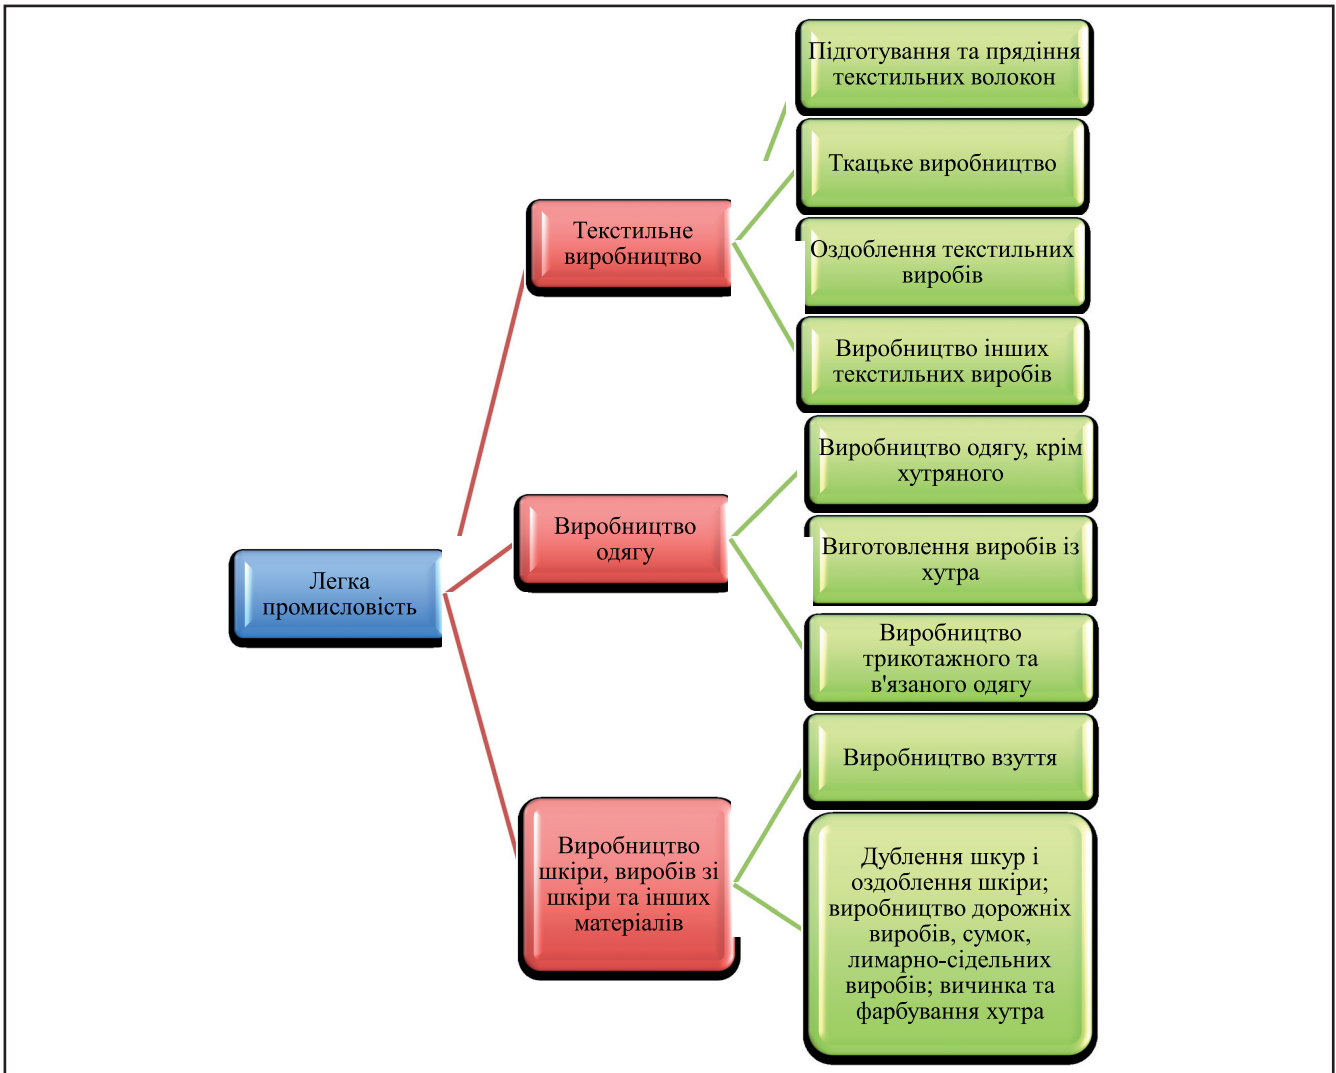 Підготування та прядіння
текстильних волокон
Ткацьке виробництво
Текстильне
виробництво
Оздоблення текстильних
виробів
Виробництво інших
текстильних виробів
Виробництво одягу, крім
хутряного
Виробництво
одягу
Виготовлення виробів із
хутра
Легка
промисловість
Виробництво
трикотажного та
в'язаного одягу
Виробництво взуття
Виробництво
шкіри, виробів зі
шкіри та інших
матеріалів
Дублення шкур і
оздоблення шкіри;
виробництво дорожніх
виробів, сумок,
лимарно-сідельних
виробів; вичинка та
фарбування хутра